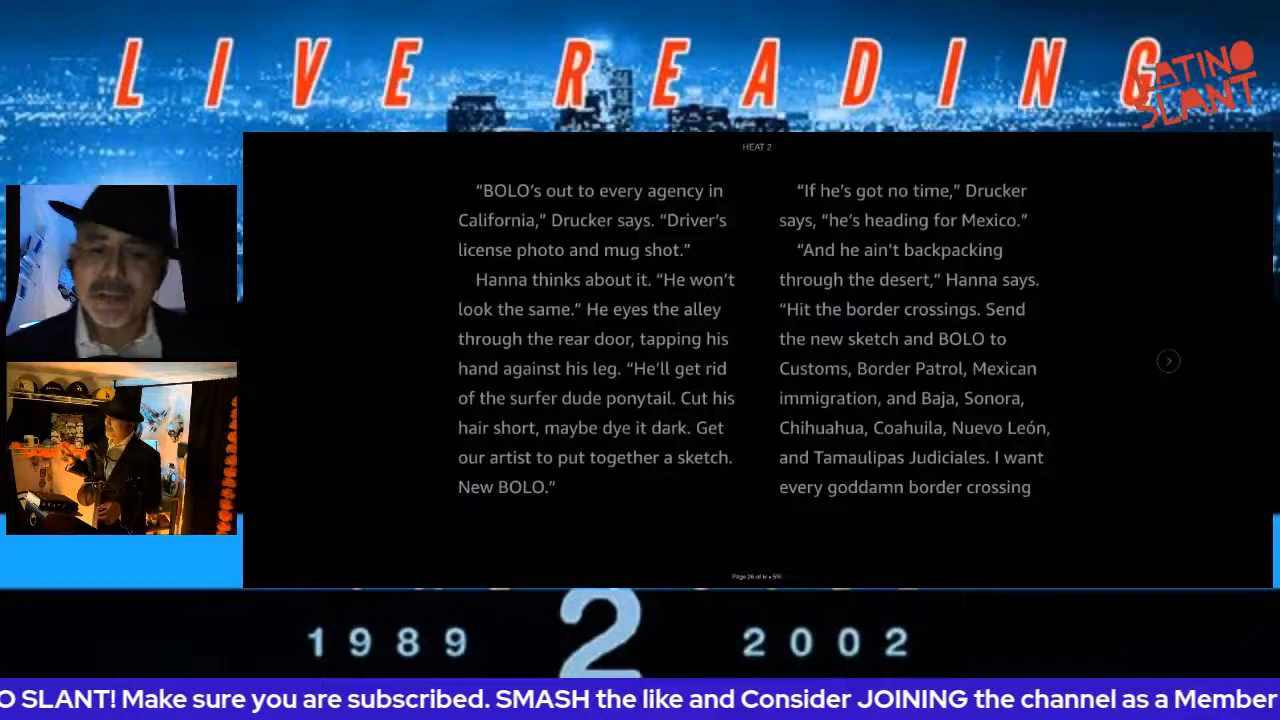 LIVE READING
LATINO
SLANT
HEAT 2
“BOLO’s out to every agency in
California,” Drucker says. “Driver’s
license photo and mug shot.”
Hanna thinks about it. “He won’t
look the same.” He eyes the alley
through the rear door, tapping his
hand against his leg. “He’ll get rid
of the surfer dude ponytail. Cut his
hair short, maybe dye it dark. Get
our artist to put together a sketch.
New BOLO.”
“If he’s got no time,” Drucker
says, “he’s heading for Mexico.”
“And he ain’t backpacking
through the desert,” Hanna says.
“Hit the border crossings. Send
the new sketch and BOLO to
Customs, Border Patrol, Mexican
immigration, and Baja, Sonora,
Chihuahua, Coahuila, Nuevo León,
and Tamaulipas Judiciales. I want
every goddamn border crossing
Page 26 of iv • 516
1989 2 2002
O SLANT! Make sure you are subscribed. SMASH the like and Consider JOINING the channel as a Member